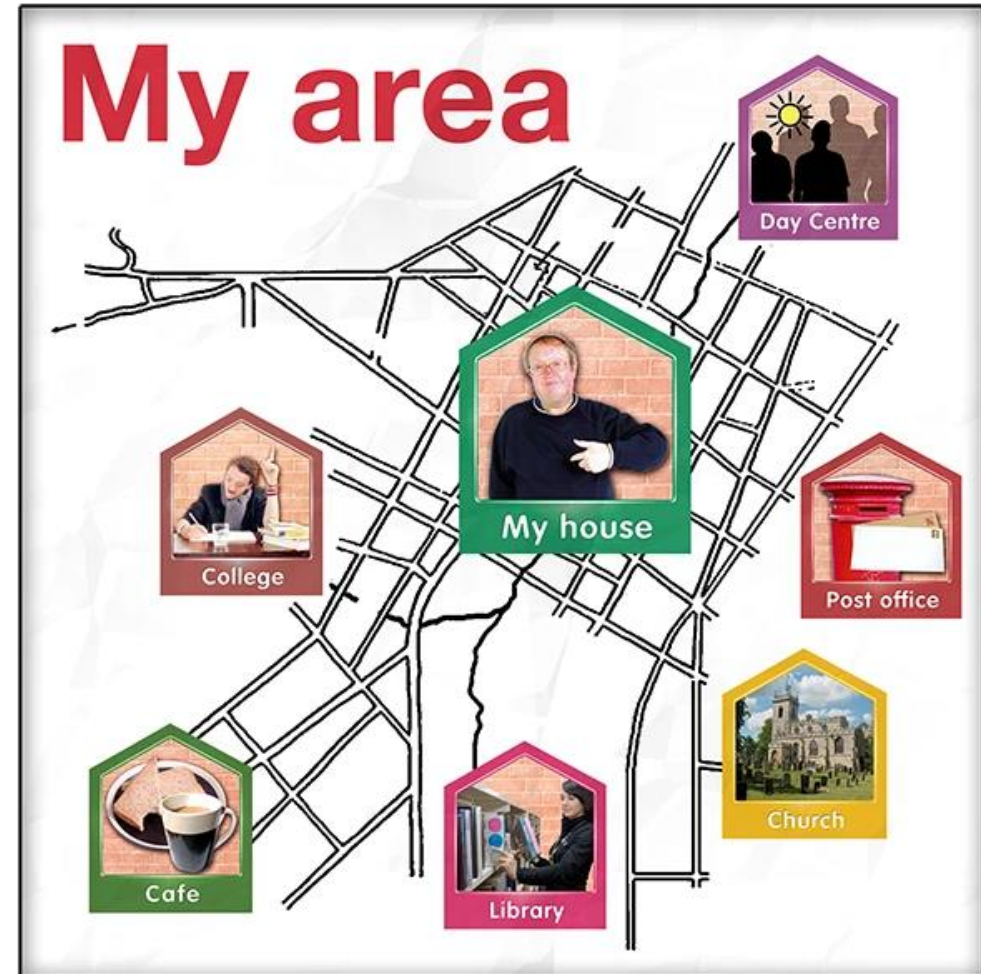 My area
Day Centre
My house
College
Post office
Church
Cafe
Library